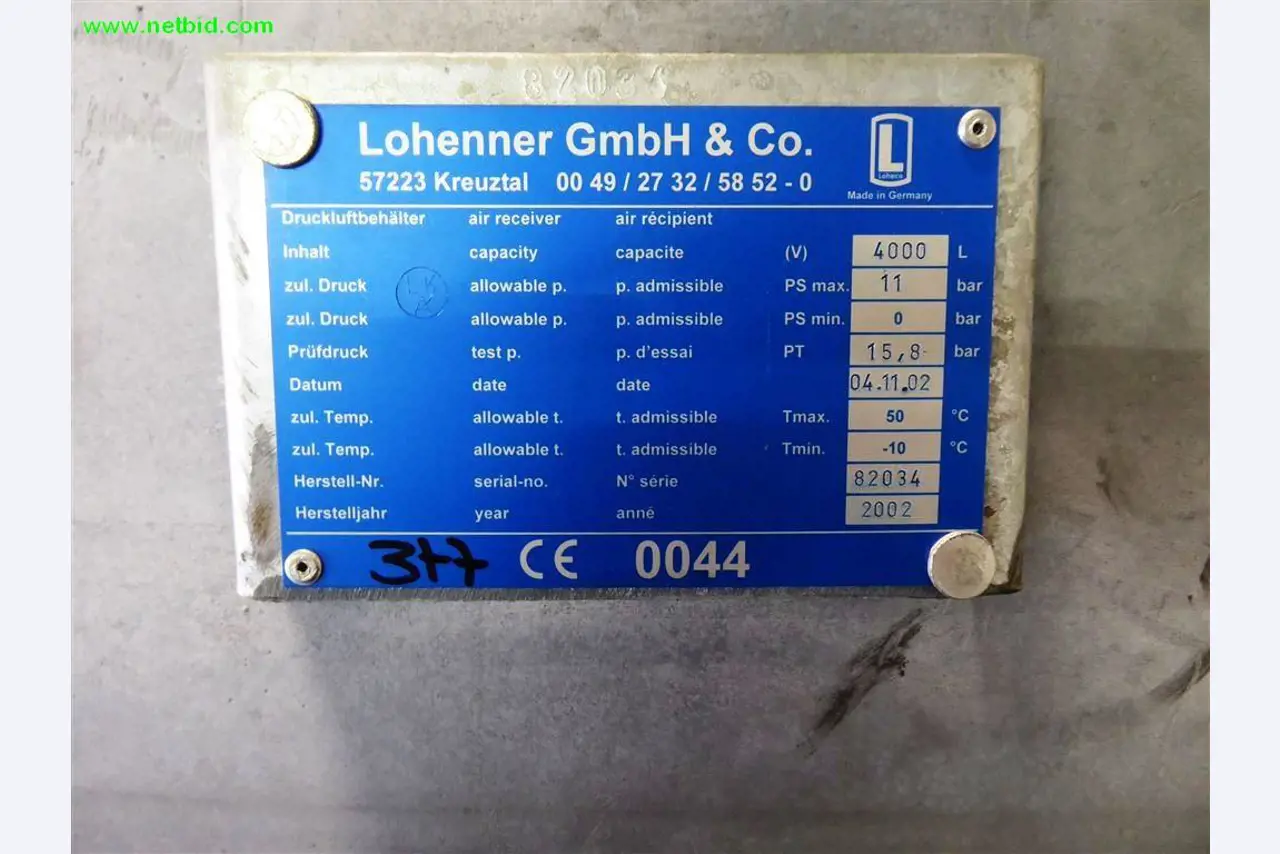 www.netbid.com
82034
Lohenner GmbH & Co.
57223 Kreuztal 00 49 / 27 32 / 58 52 - 0
L
Loheco
Made in Germany
Druckluftbehälter air receiver air récipient
Inhalt capacity capacite (V) 4000 L
zul. Druck allowable p. p. admissible PS max. 11 bar
zul. Druck allowable p. p. admissible PS min. 0 bar
Prüfdruck test p. p. d'essai PT 15,8 bar
Datum date date 04.11.02
zul. Temp. allowable t. t. admissible Tmax. 50 °C
zul. Temp. allowable t. t. admissible Tmin. -10 °C
Herstell-Nr. serial-no. N° série 82034
Herstelljahr year anné 2002
377 CE 0044